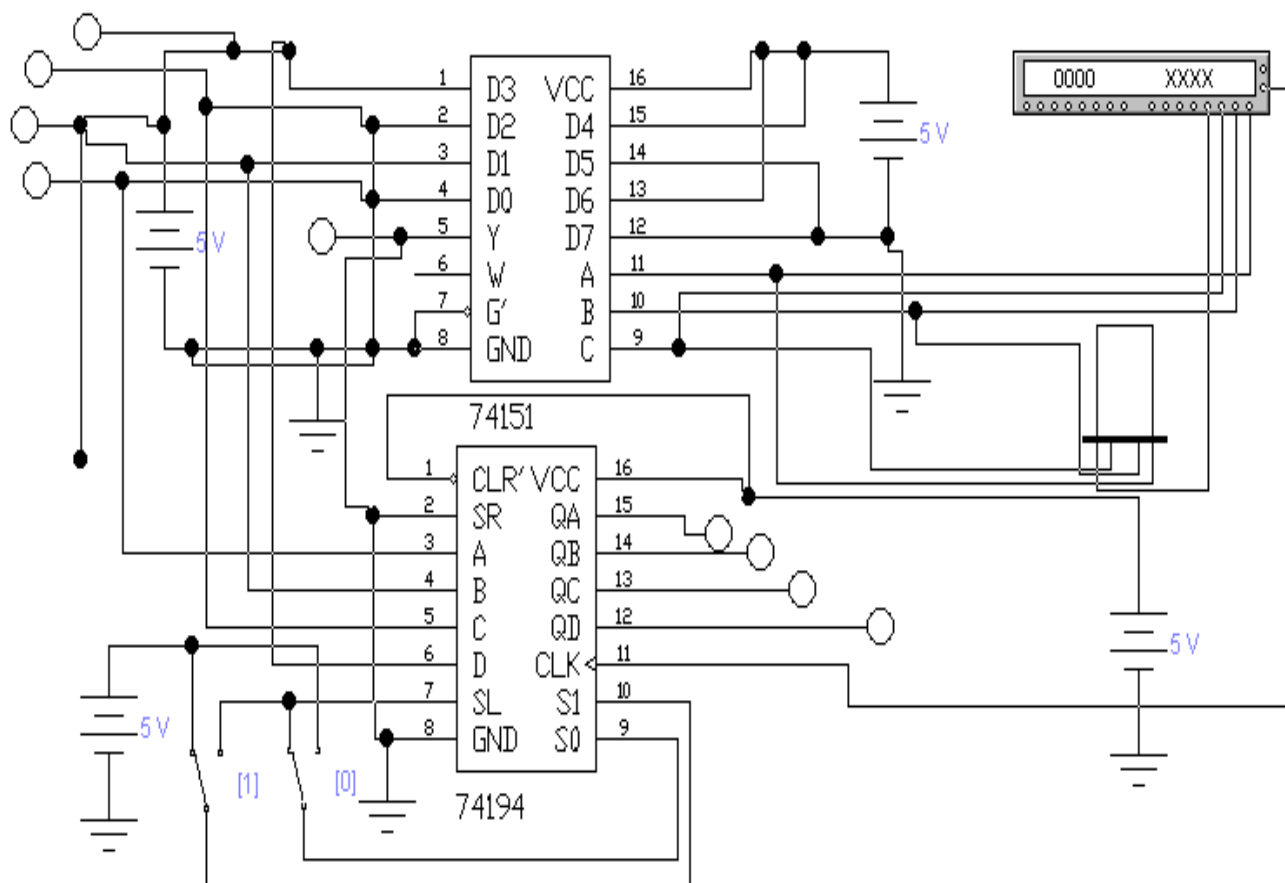 0000 XXXX
1 D3 VCC 16
2 D2 D4 15
3 D1 D5 14
4 D0 D6 13
5 Y D7 12
6 W A 11
7 G' B 10
8 GND C 9
5 V
5 V
74151
1 CLR' VCC 16
2 SR QA 15
3 A QB 14
4 B QC 13
5 C QD 12
6 D CLK 11
7 SL S1 10
8 GND S0 9
5 V
5 V
[1] [0]
74194